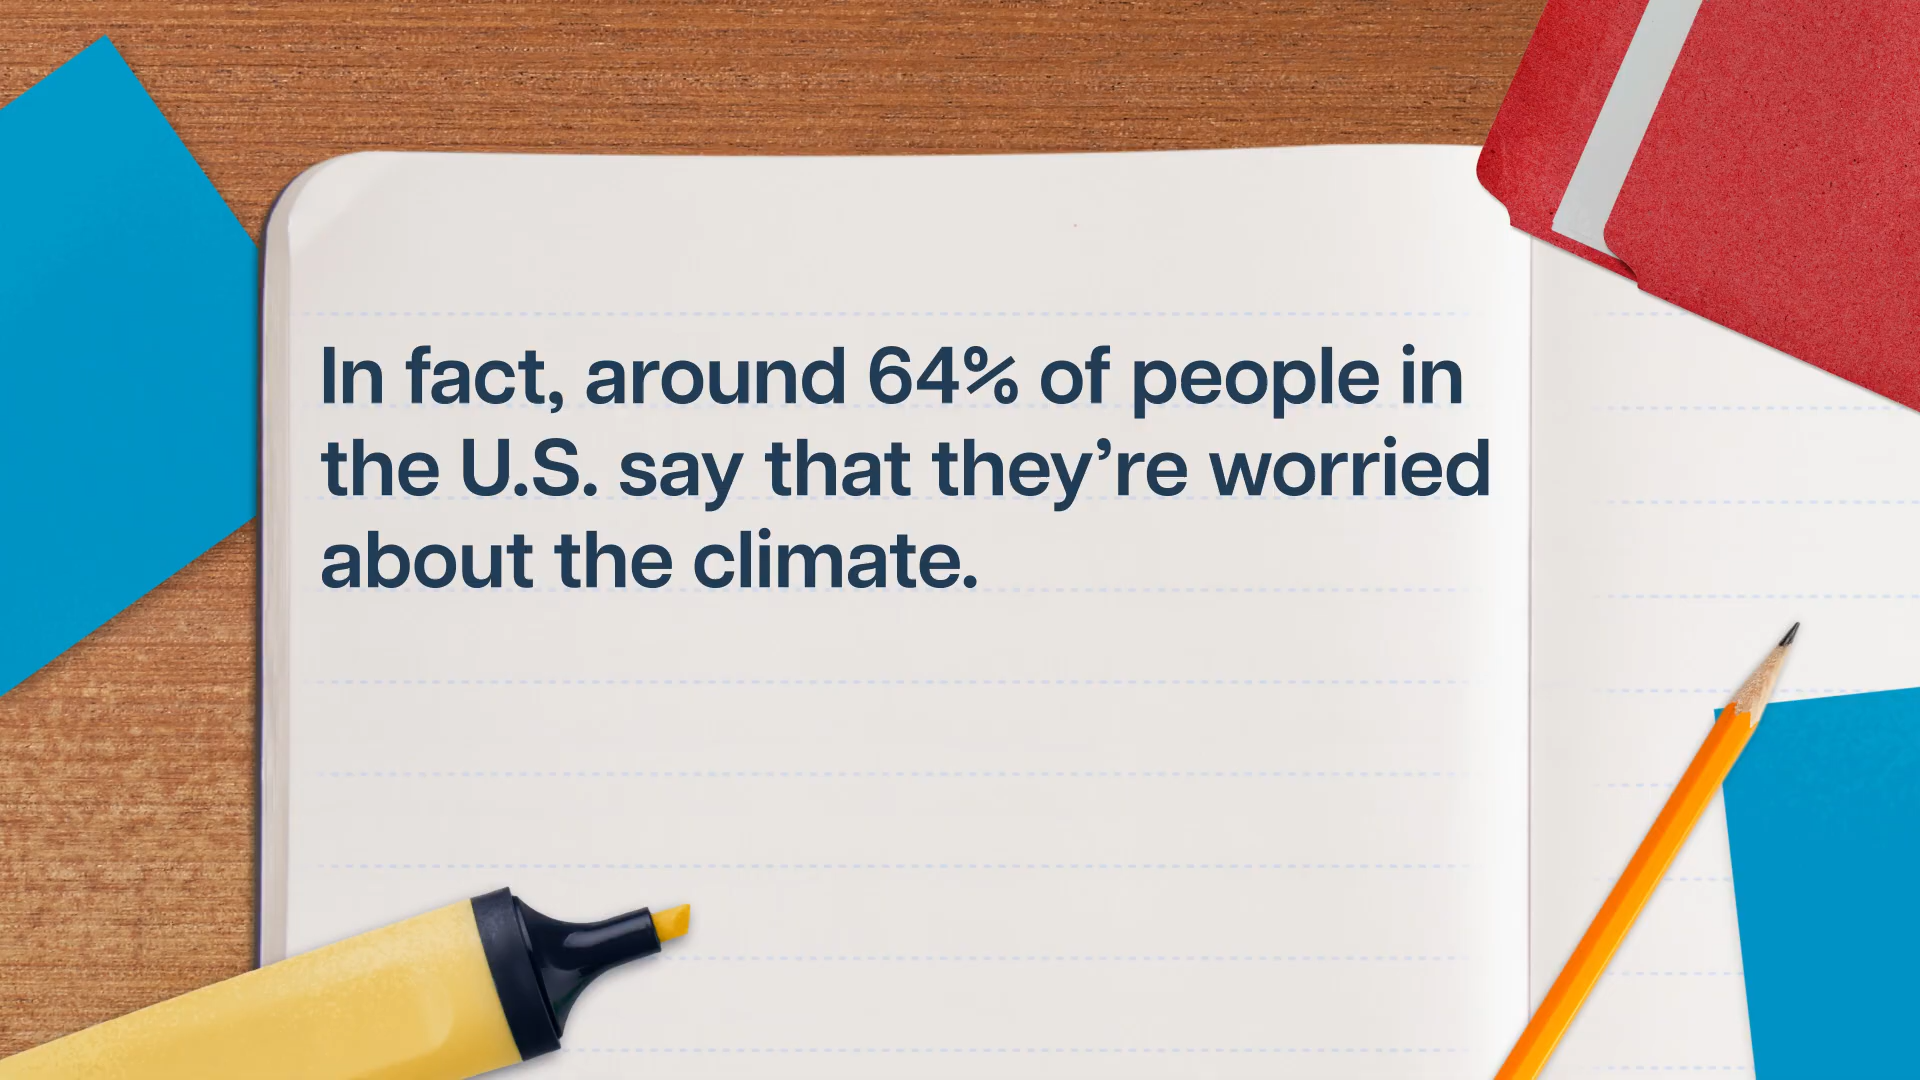 In fact, around 64% of people in
the U.S. say that they’re worried
about the climate.